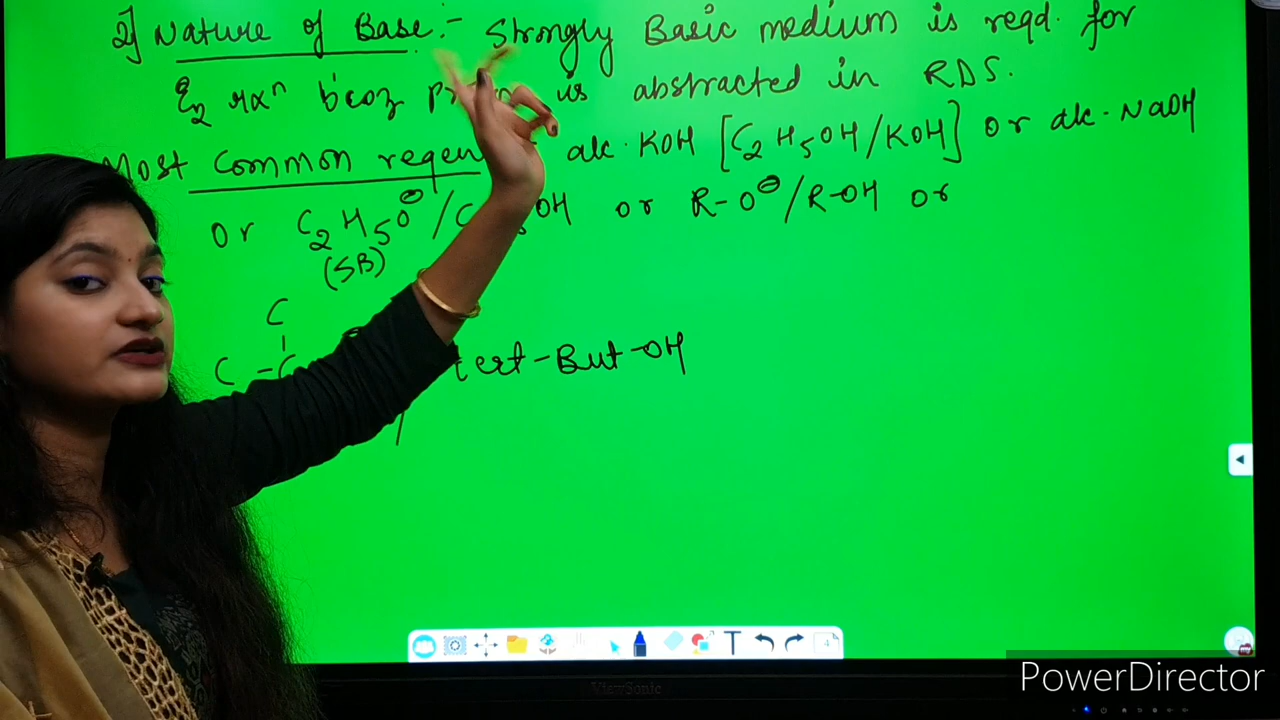 2] Nature of Base:- Strongly Basic medium is reqd. for
E₂ rxⁿ b'coz is abstracted in RDS.
Most Common alc. KOH [C₂H₅OH/KOH] or alc. NaOH
or C₂H₅O⊖/ OH or R-O⊖/R-OH or
(SB)
C
C - C tert-But-OH
T
ViewSonic
PowerDirector